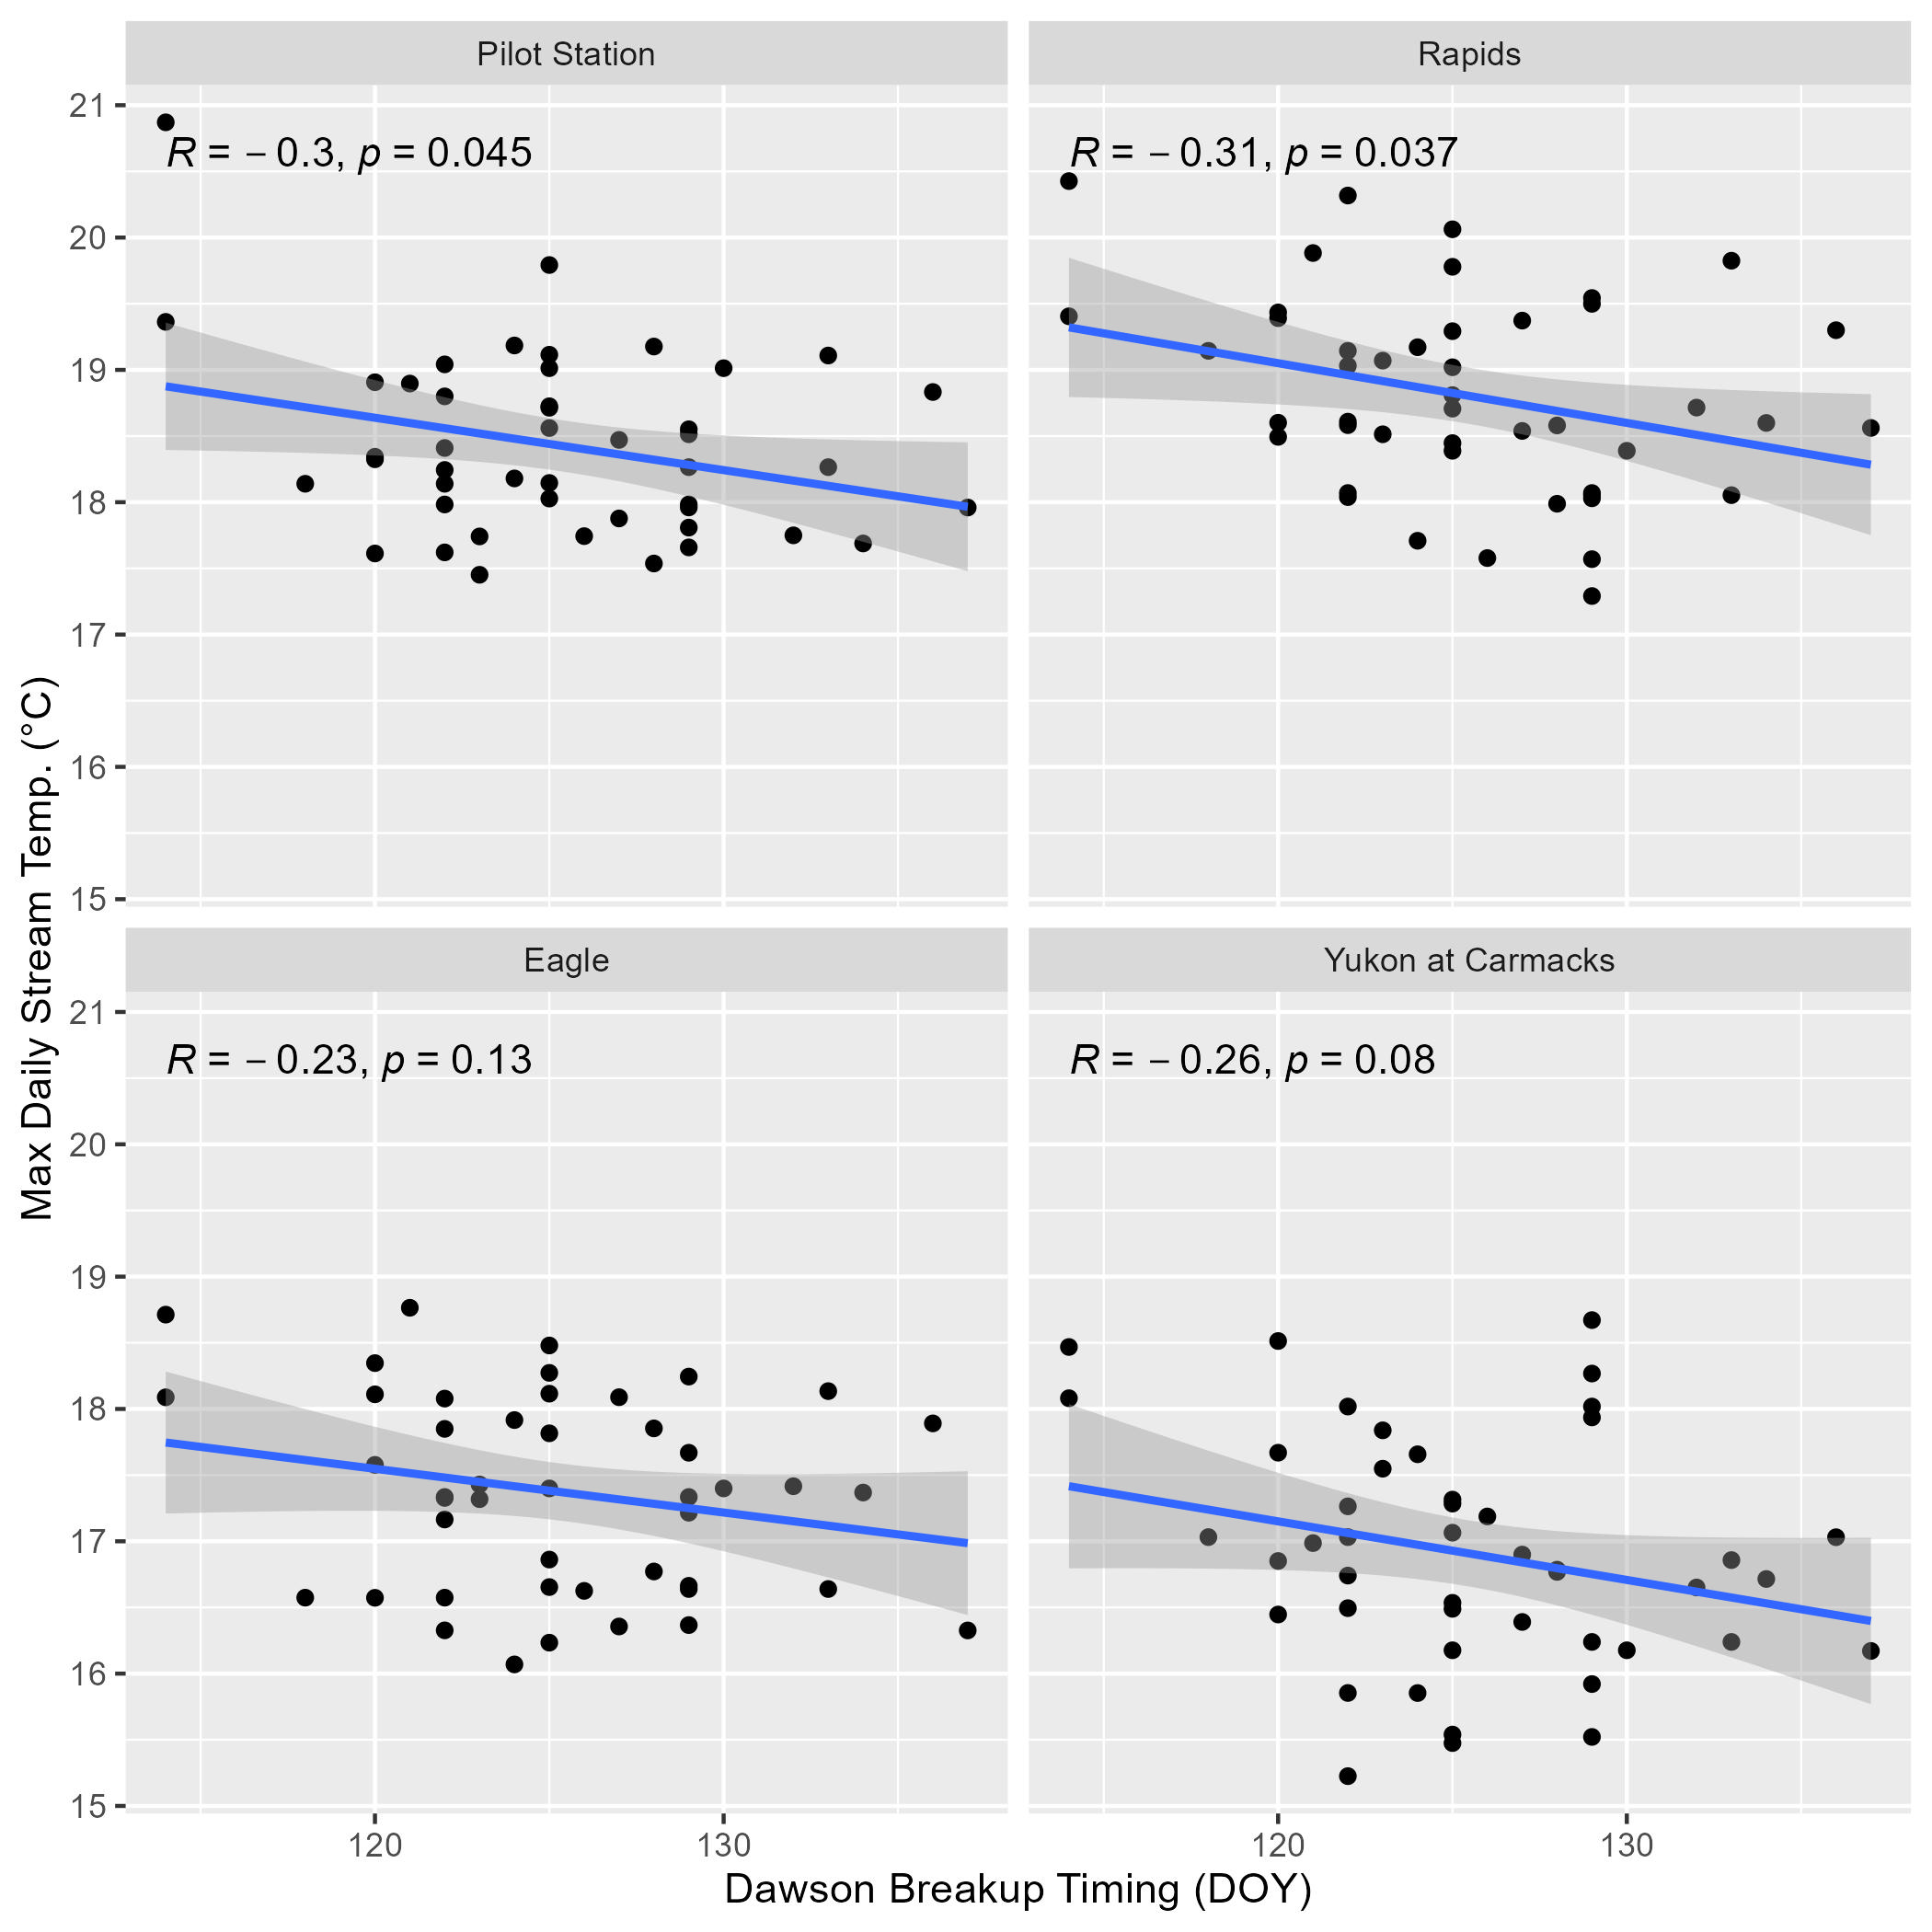 Pilot Station
Rapids
21
R = – 0.3, p = 0.045
R = – 0.31, p = 0.037
20
19
18
17
16
15
Max Daily Stream Temp. (°C)
Eagle
Yukon at Carmacks
21
R = – 0.23, p = 0.13
R = – 0.26, p = 0.08
20
19
18
17
16
15
120
130
120
130
Dawson Breakup Timing (DOY)